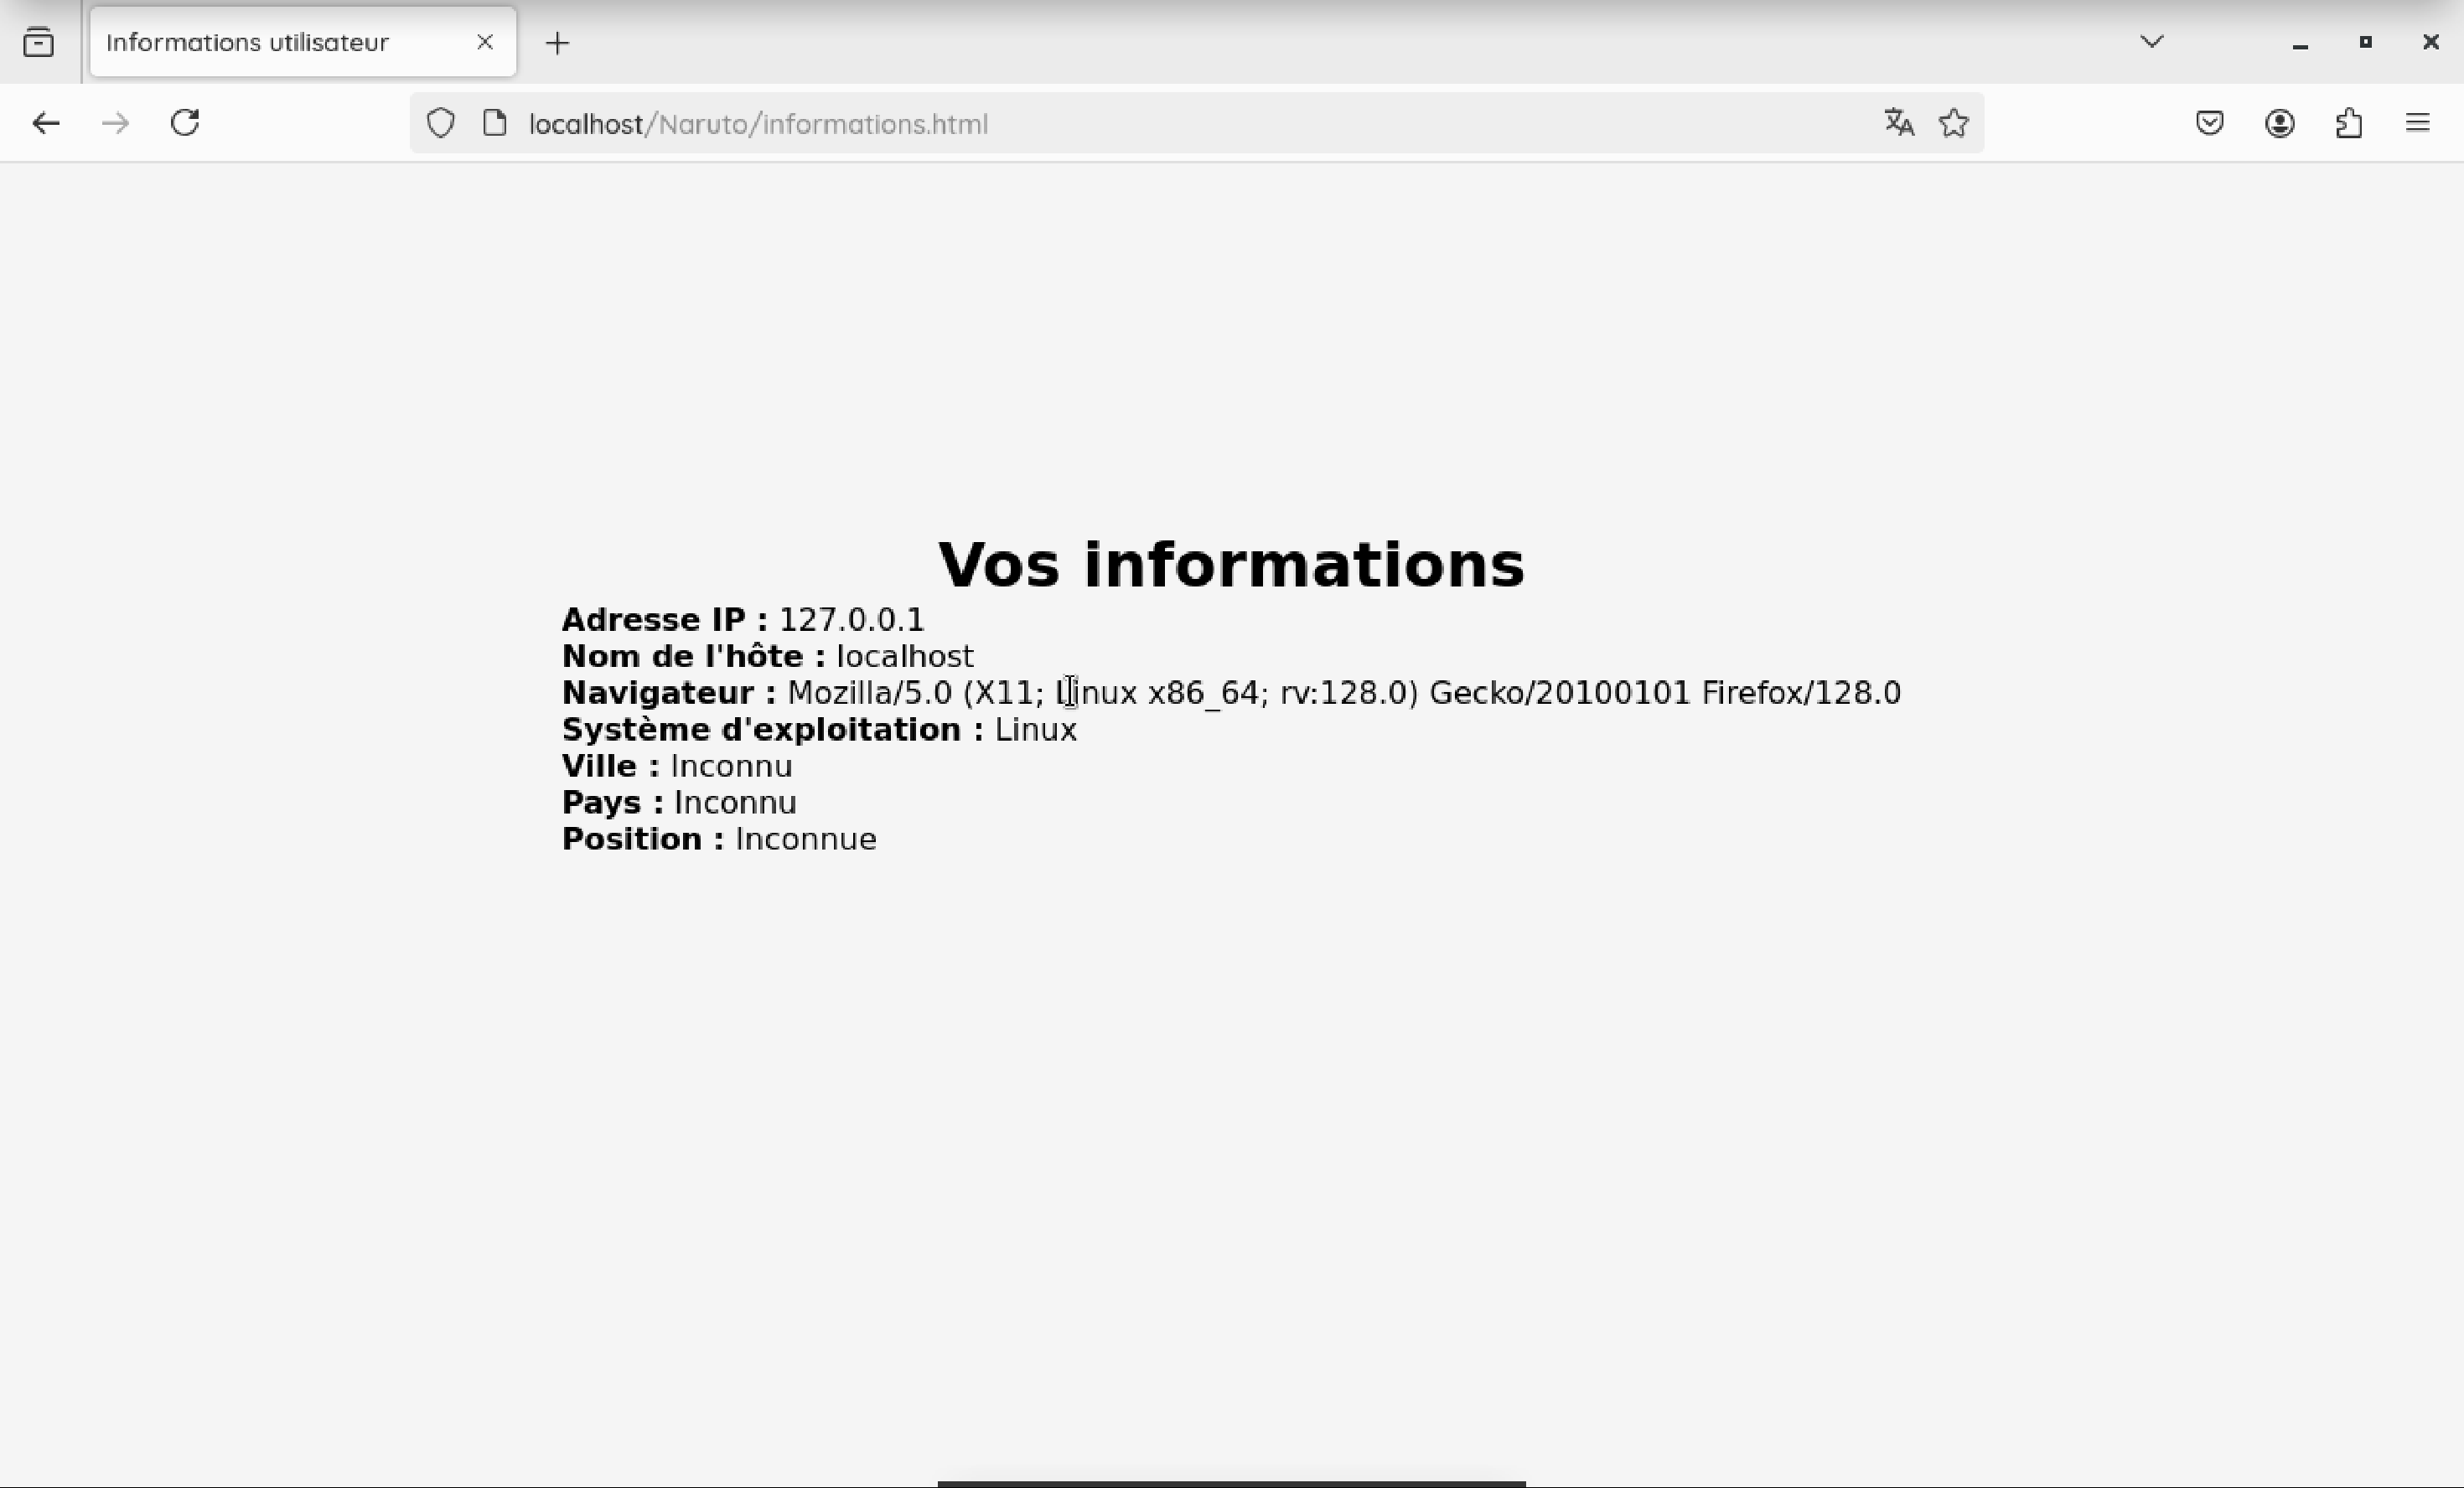 Informations utilisateur
localhost/Naruto/informations.html
Vos informations
Adresse IP : 127.0.0.1
Nom de l'hôte : localhost
Navigateur : Mozilla/5.0 (X11; Linux x86_64; rv:128.0) Gecko/20100101 Firefox/128.0
Système d'exploitation : Linux
Ville : Inconnu
Pays : Inconnu
Position : Inconnue